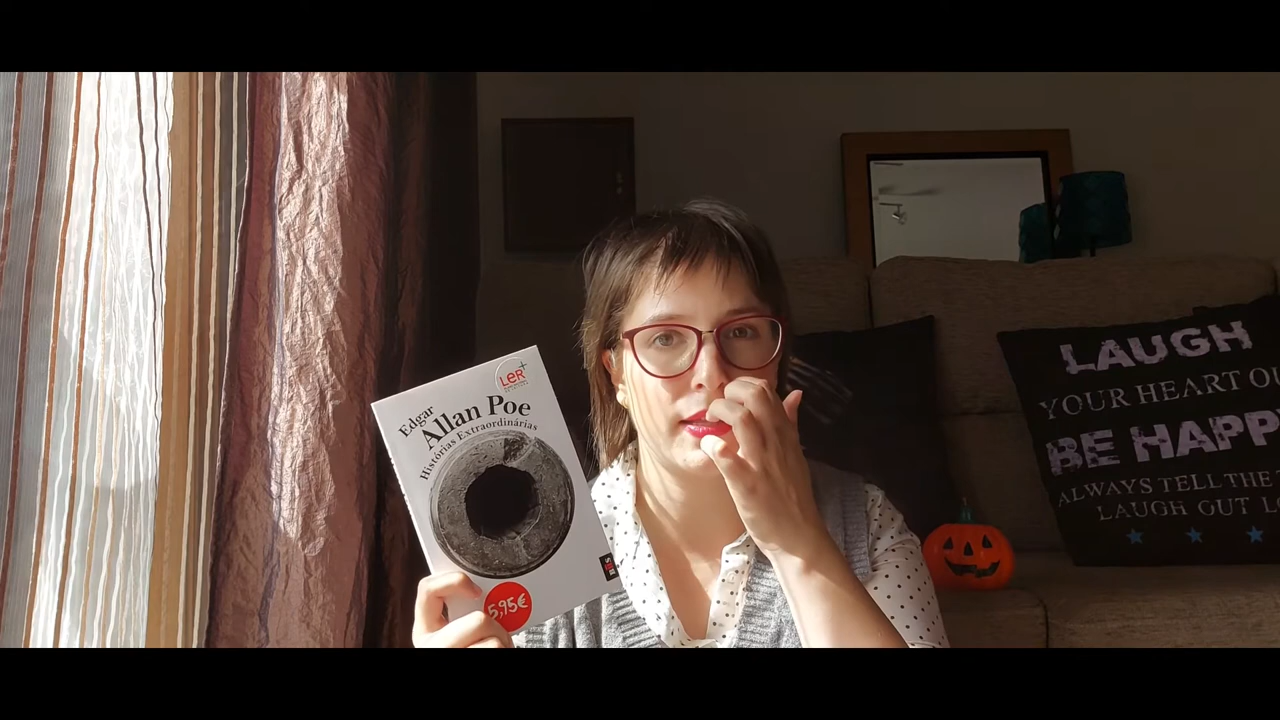 LeR+
Edgar
Allan Poe
Histórias Extraordinárias
5,95€
LAUGH
YOUR HEART OU
BE HAPP
ALWAYS TELL THE
LAUGH OUT L